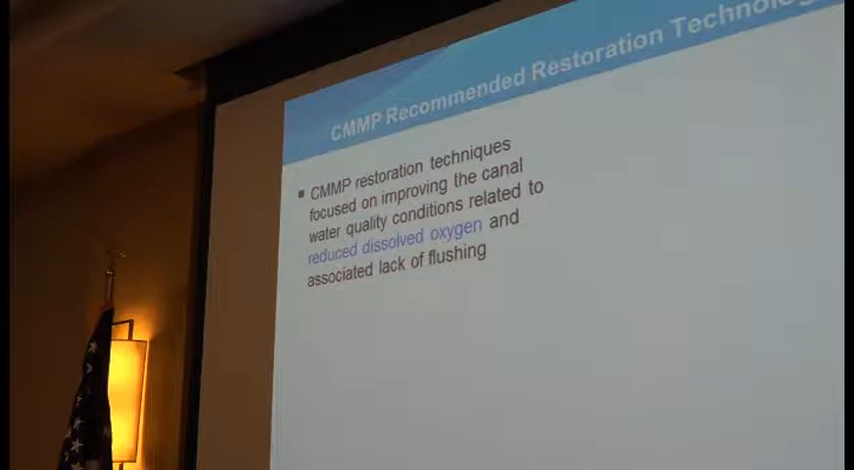 CMMP Recommended Restoration
▪ CMMP restoration techniques
focused on improving the canal
water quality conditions related to
reduced dissolved oxygen and
associated lack of flushing